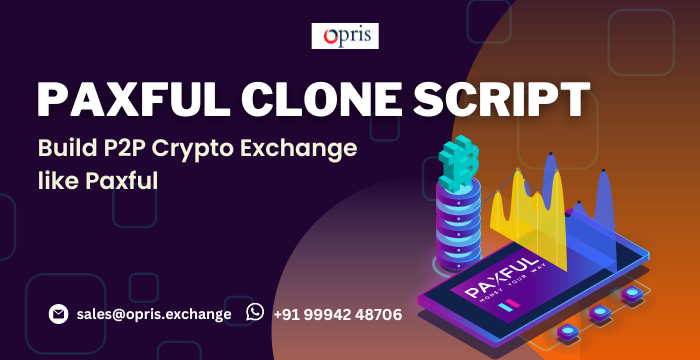 Opris
PAXFUL CLONE SCRIPT
Build P2P Crypto Exchange
like Paxful
PAXFUL
MONEY YOUR WAY
sales@opris.exchange
+91 99942 48706